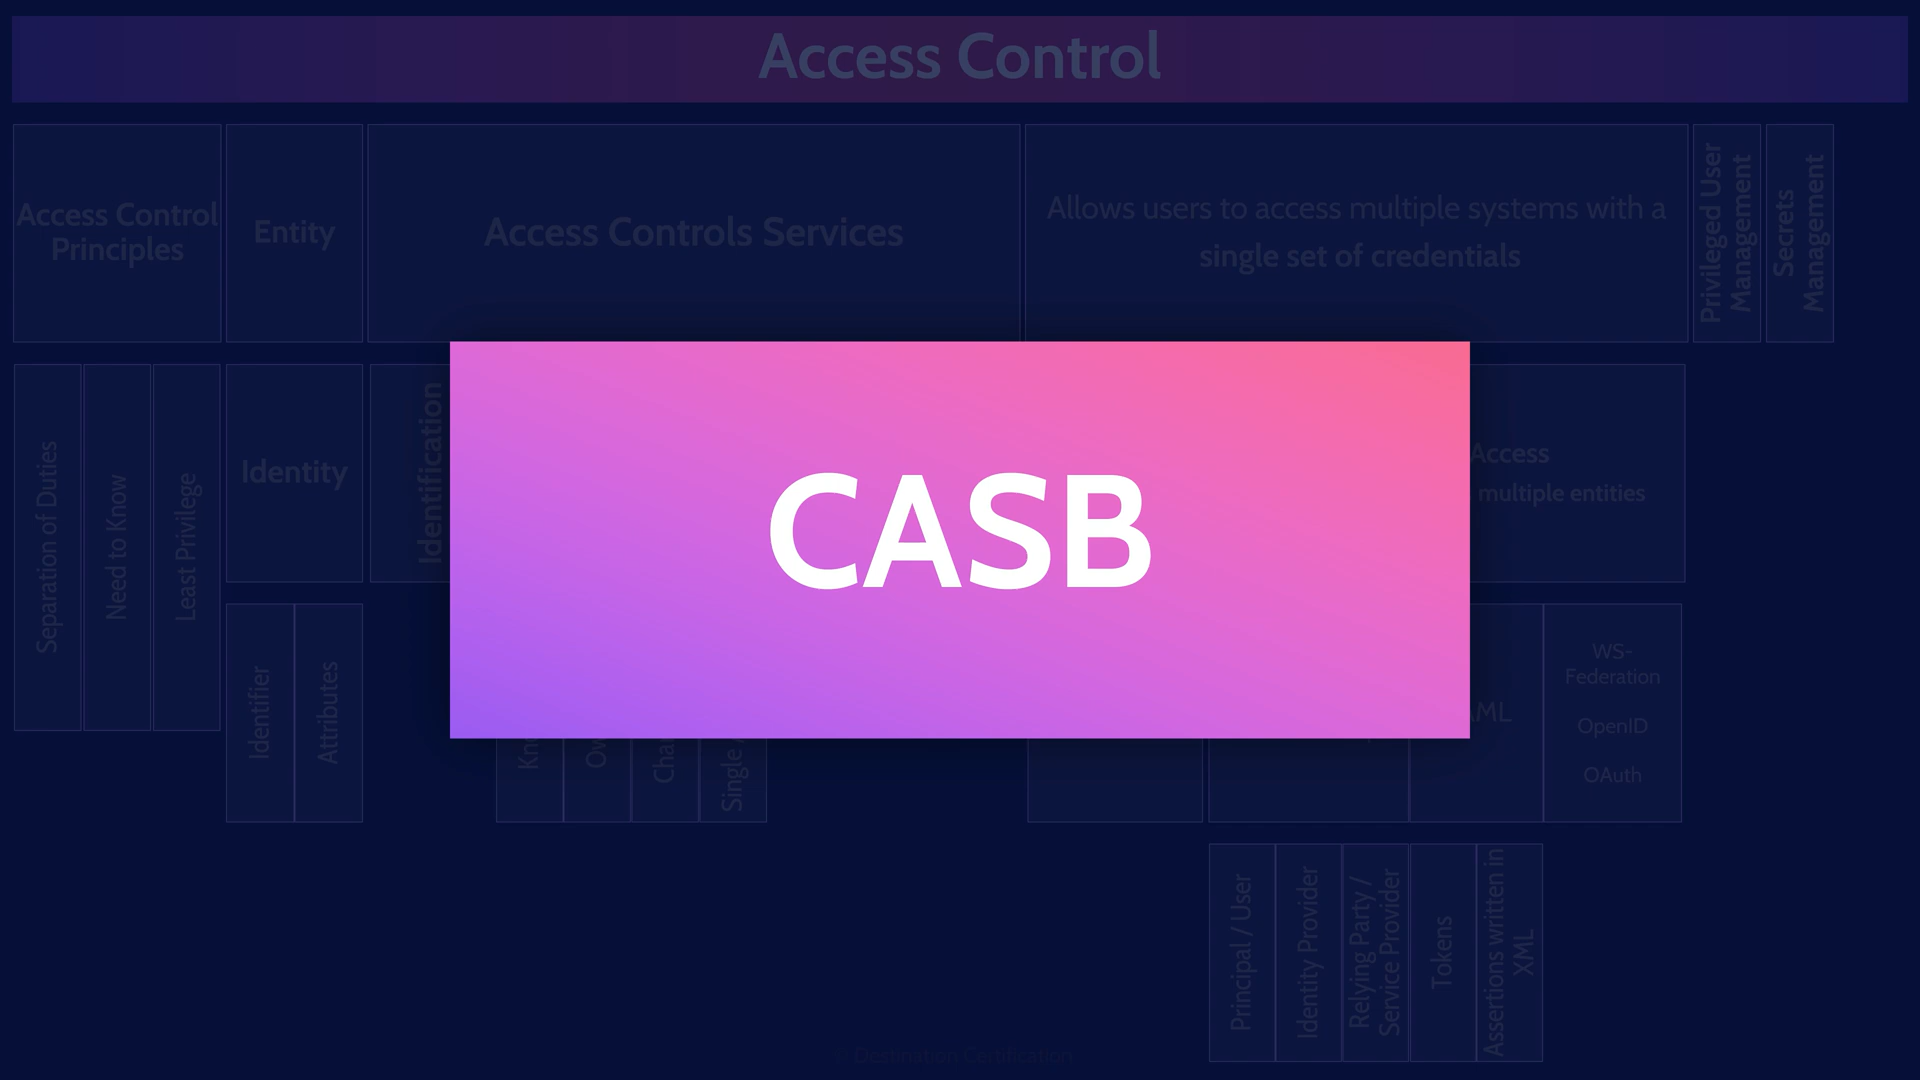 Access Control
Access Control
Principles
Entity
Access Controls Services
Allows users to access multiple systems with a
single set of credentials
Privileged User
Management
Secrets
Management
Separation of Duties
Need to Know
Least Privilege
Identity
Identification
CASB
Access
multiple entities
Identifier
Attributes
Single
WS-
Federation
OpenID
OAuth
Principal / User
Identity Provider
Relying Party /
Service Provider
Tokens
Assertions written in
XML
© Destination Certification